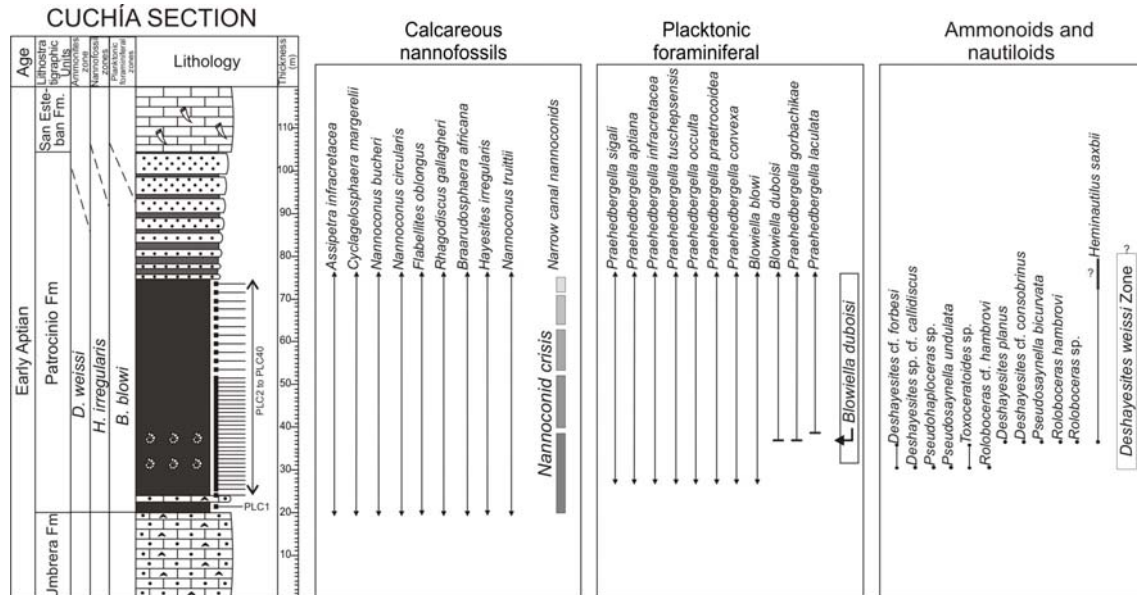 CUCHÍA SECTION
Age
Lithostra
tigraphic
Units
Ammonites
zone
Nannofossil
zones
Planktonic
foraminiferal
zones
Lithology
Thickness
(m)
San Este-
ban Fm.
Patrocinio Fm
Umbrera Fm
Early Aptian
D. weissi
H. irregularis
B. blowi
110
100
90
80
70
60
50
40
30
20
10
PLC2 to PLC40
PLC1
Calcareous
nannofossils
Assipetra infracretacea
Cyclagelosphaera margerelii
Nannoconus bucheri
Nannoconus circularis
Flabellites oblongus
Rhagodiscus gallagheri
Braarudosphaera africana
Hayesites irregularis
Nannoconus truittii
Narrow canal nannoconids
Nannoconid crisis
Placktonic
foraminiferal
Praehedbergella sigali
Praehedbergella aptiana
Praehedbergella infracretacea
Praehedbergella tuschepsensis
Praehedbergella occulta
Praehedbergella praetrocoidea
Praehedbergella convexa
Blowiella blowi
Blowiella duboisi
Praehedbergella gorbachikae
Praehedbergella laculata
Blowiella duboisi
Ammonoids and
nautiloids
Deshayesites cf. forbesi
Deshayesites sp. cf. callidiscus
Pseudohaploceras sp.
Pseudosaynella undulata
Toxoceratoides sp.
Roloboceras cf. hambrovi
Deshayesites planus
Deshayesites cf. consobrinus
Pseudosaynella bicurvata
Roloboceras hambrovi
Roloboceras sp.
?
Heminautilus saxbii
?
Deshayesites weissi Zone